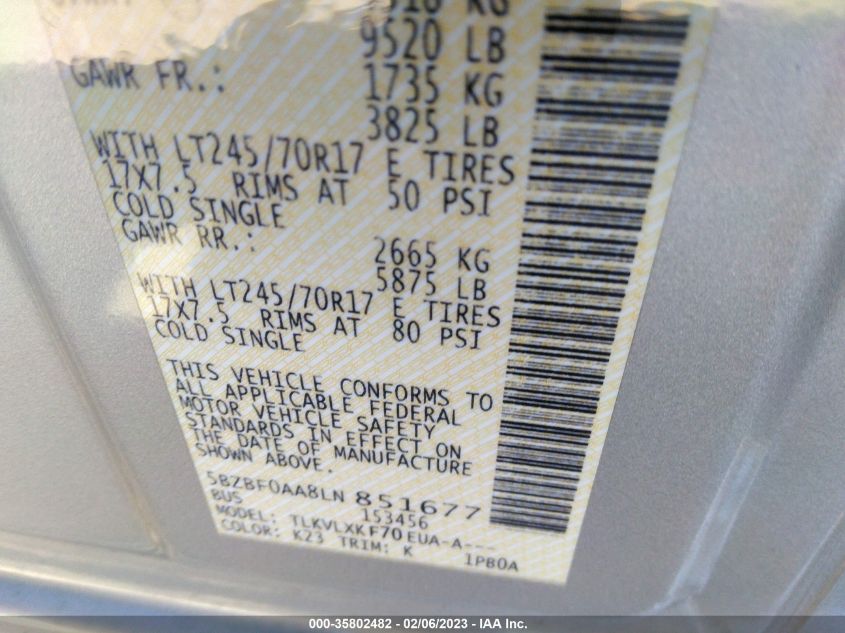 KG
9520 LB
GAWR FR.: 1735 KG
3825 LB
WITH LT245/70R17 E TIRES
17X7.5 RIMS AT 50 PSI
COLD SINGLE
GAWR RR.: 2665 KG
5875 LB
WITH LT245/70R17 E TIRES
17X7.5 RIMS AT 80 PSI
COLD SINGLE
THIS VEHICLE CONFORMS TO
ALL APPLICABLE FEDERAL
MOTOR VEHICLE SAFETY
STANDARDS IN EFFECT ON
THE DATE OF MANUFACTURE
SHOWN ABOVE.
5BZBF0AA8LN 851677
BUS 153456
MODEL: TLKVLXKF70EUA-A---
COLOR: K23 TRIM: K 1PB0A
000-35802482 - 02/06/2023 - IAA Inc.